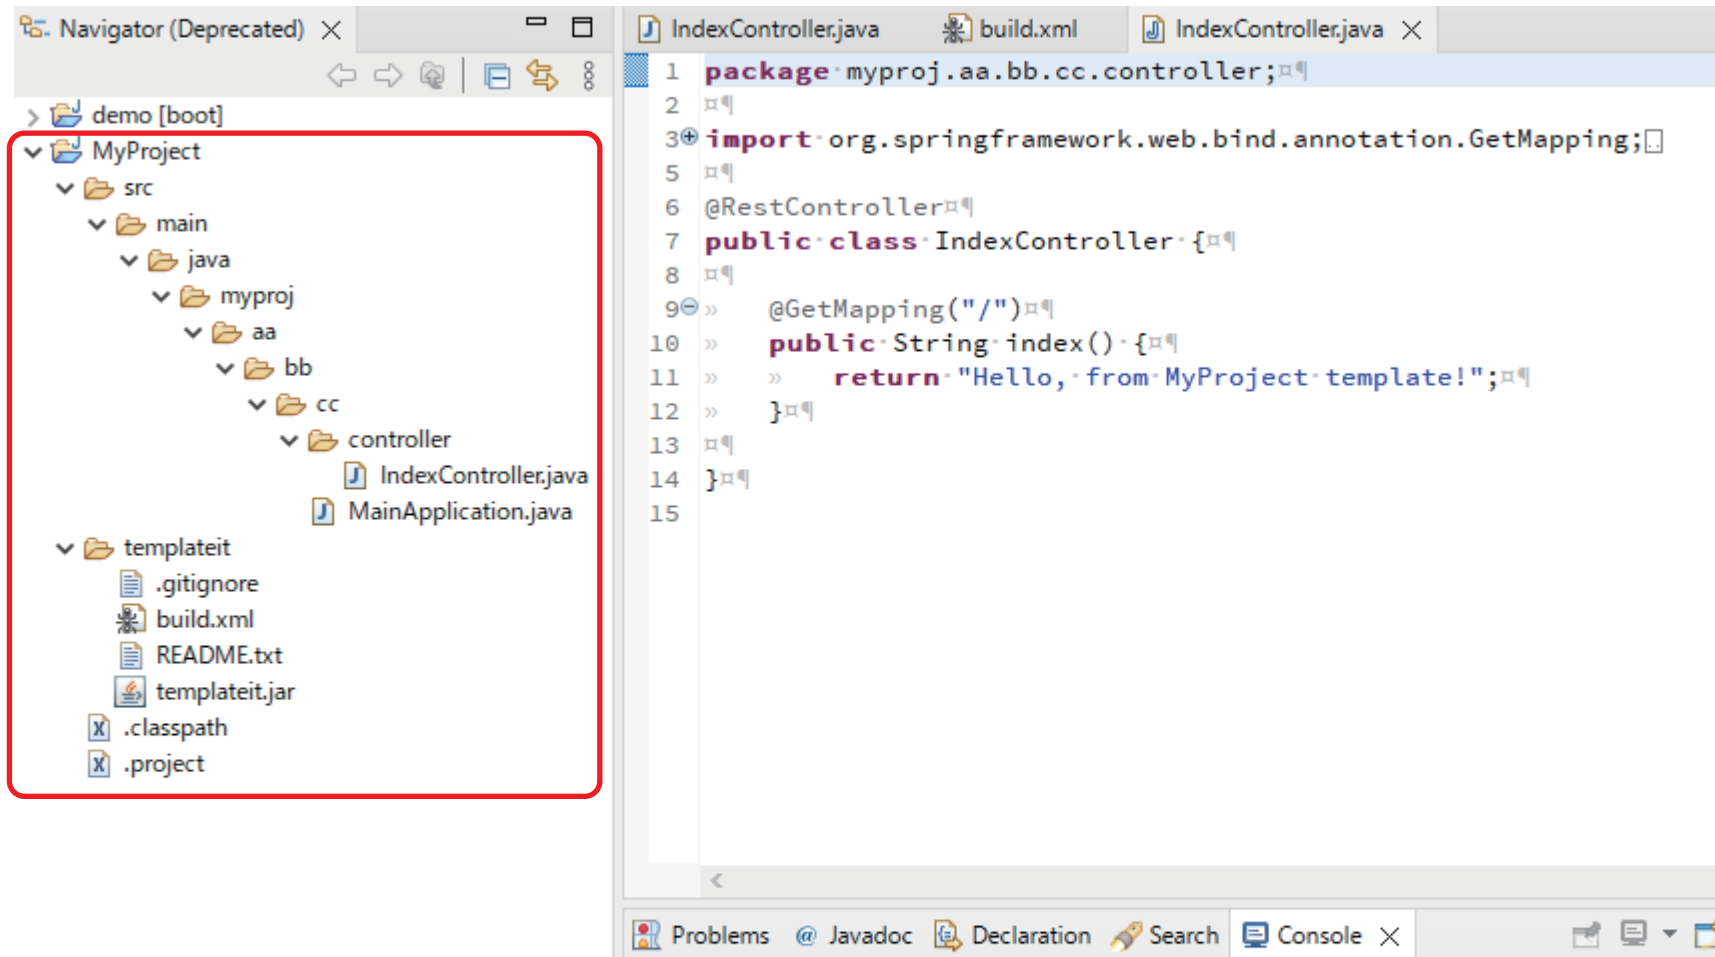 Navigator (Deprecated)
demo [boot]
MyProject
src
main
java
myproj
aa
bb
cc
controller
IndexController.java
MainApplication.java
templateit
.gitignore
build.xml
README.txt
templateit.jar
.classpath
.project
IndexController.java build.xml IndexController.java
1 package·myproj.aa.bb.cc.controller;¤¶
2 ¤¶
3 import·org.springframework.web.bind.annotation.GetMapping;
5 ¤¶
6 @RestController¤¶
7 public·class·IndexController·{¤¶
8 ¤¶
9 » @GetMapping("/")¤¶
10 » public·String·index()·{¤¶
11 » » return·"Hello,·from·MyProject·template!";¤¶
12 » }¤¶
13 ¤¶
14 }¤¶
15
Problems @ Javadoc Declaration Search Console